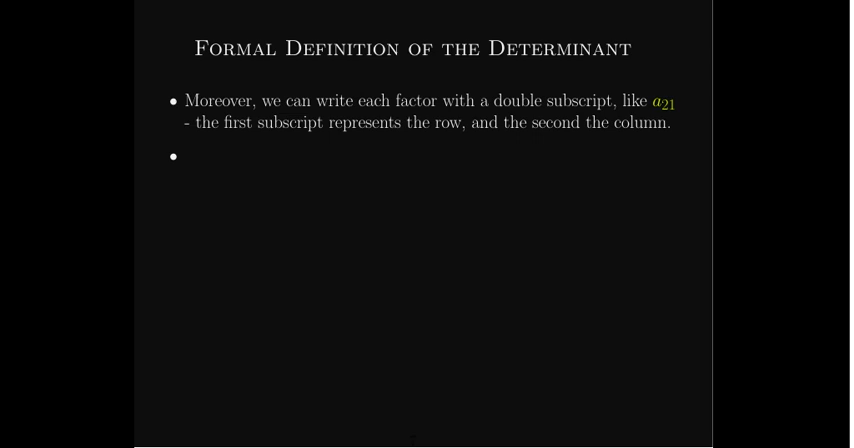 Formal Definition of the Determinant
• Moreover, we can write each factor with a double subscript, like a₂₁
- the first subscript represents the row, and the second the column.
•